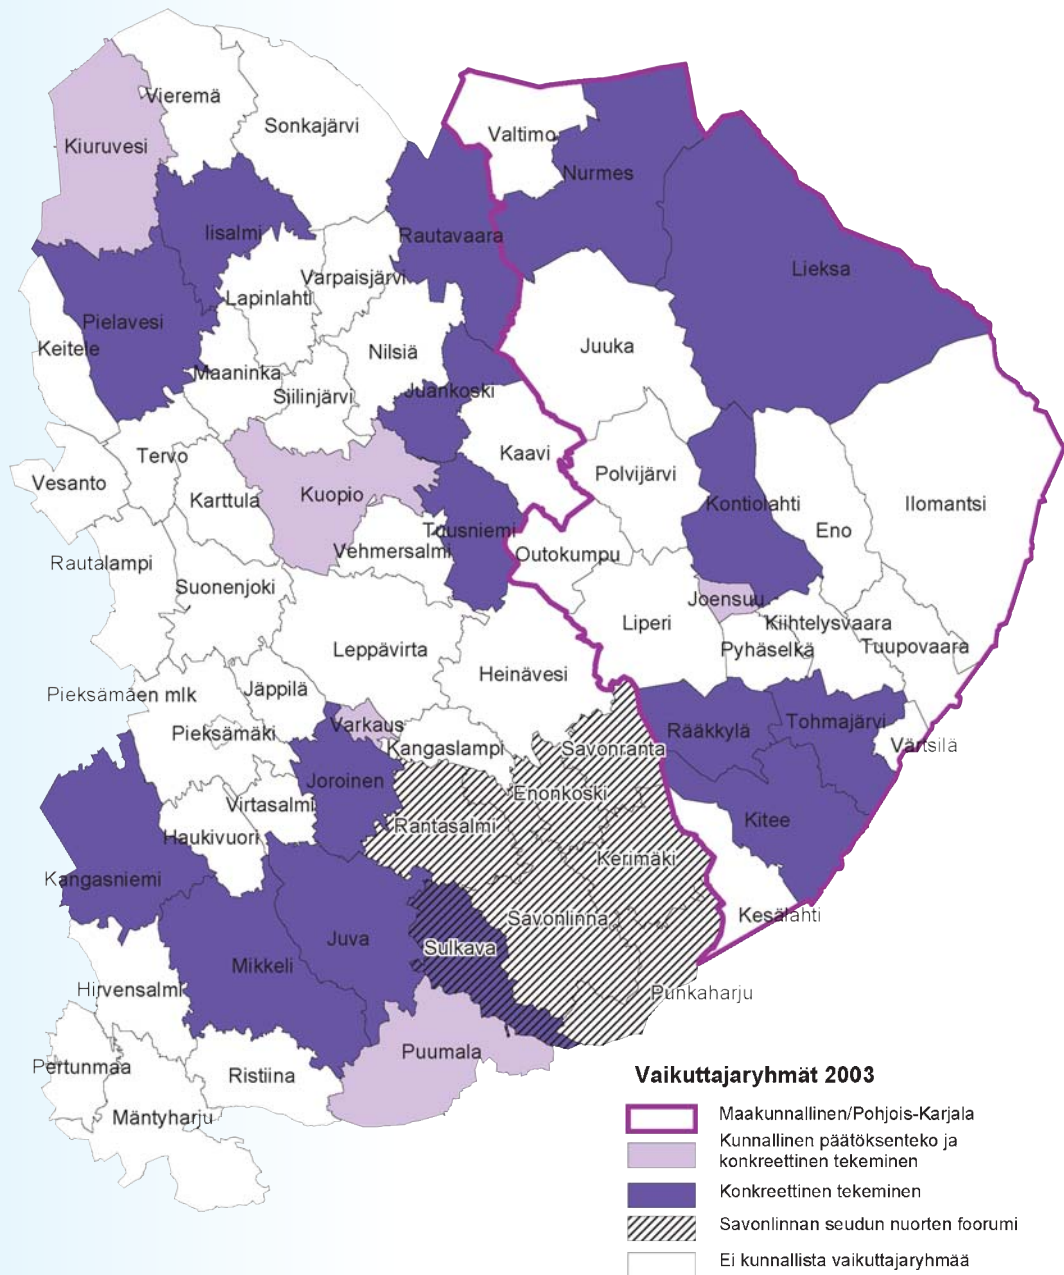 Vieremä
Sonkajärvi
Kiuruvesi
Valtimo
Nurmes
Iisalmi
Rautavaara
Lieksa
Varpaisjärvi
Lapinlahti
Pielavesi
Keitele
Nilsiä
Juuka
Maaninka
Siilinjärvi
Juankoski
Tervo
Kaavi
Polvijärvi
Vesanto
Karttula
Kuopio
Kontiolahti
Ilomantsi
Eno
Tuusniemi
Vehmersalmi
Outokumpu
Rautalampi
Suonenjoki
Joensuu
Liperi
Kiihtelysvaara
Leppävirta
Pyhäselkä
Tuupovaara
Heinävesi
Pieksämäen mlk
Jäppilä
Varkaus
Pieksämäki
Kangaslampi
Savonranta
Rääkkylä
Tohmajärvi
Värtsilä
Joroinen
Enonkoski
Virtasalmi
Haukivuori
Rantasalmi
Kitee
Kerimäki
Kangasniemi
Savonlinna
Kesälahti
Juva
Sulkava
Mikkeli
Hirvensalmi
Punkaharju
Puumala
Pertunmaa
Ristiina
Mäntyharju
Vaikuttajaryhmät 2003
Maakunnallinen/Pohjois-Karjala
Kunnallinen päätöksenteko ja
konkreettinen tekeminen
Konkreettinen tekeminen
Savonlinnan seudun nuorten foorumi
Ei kunnallista vaikuttajaryhmää